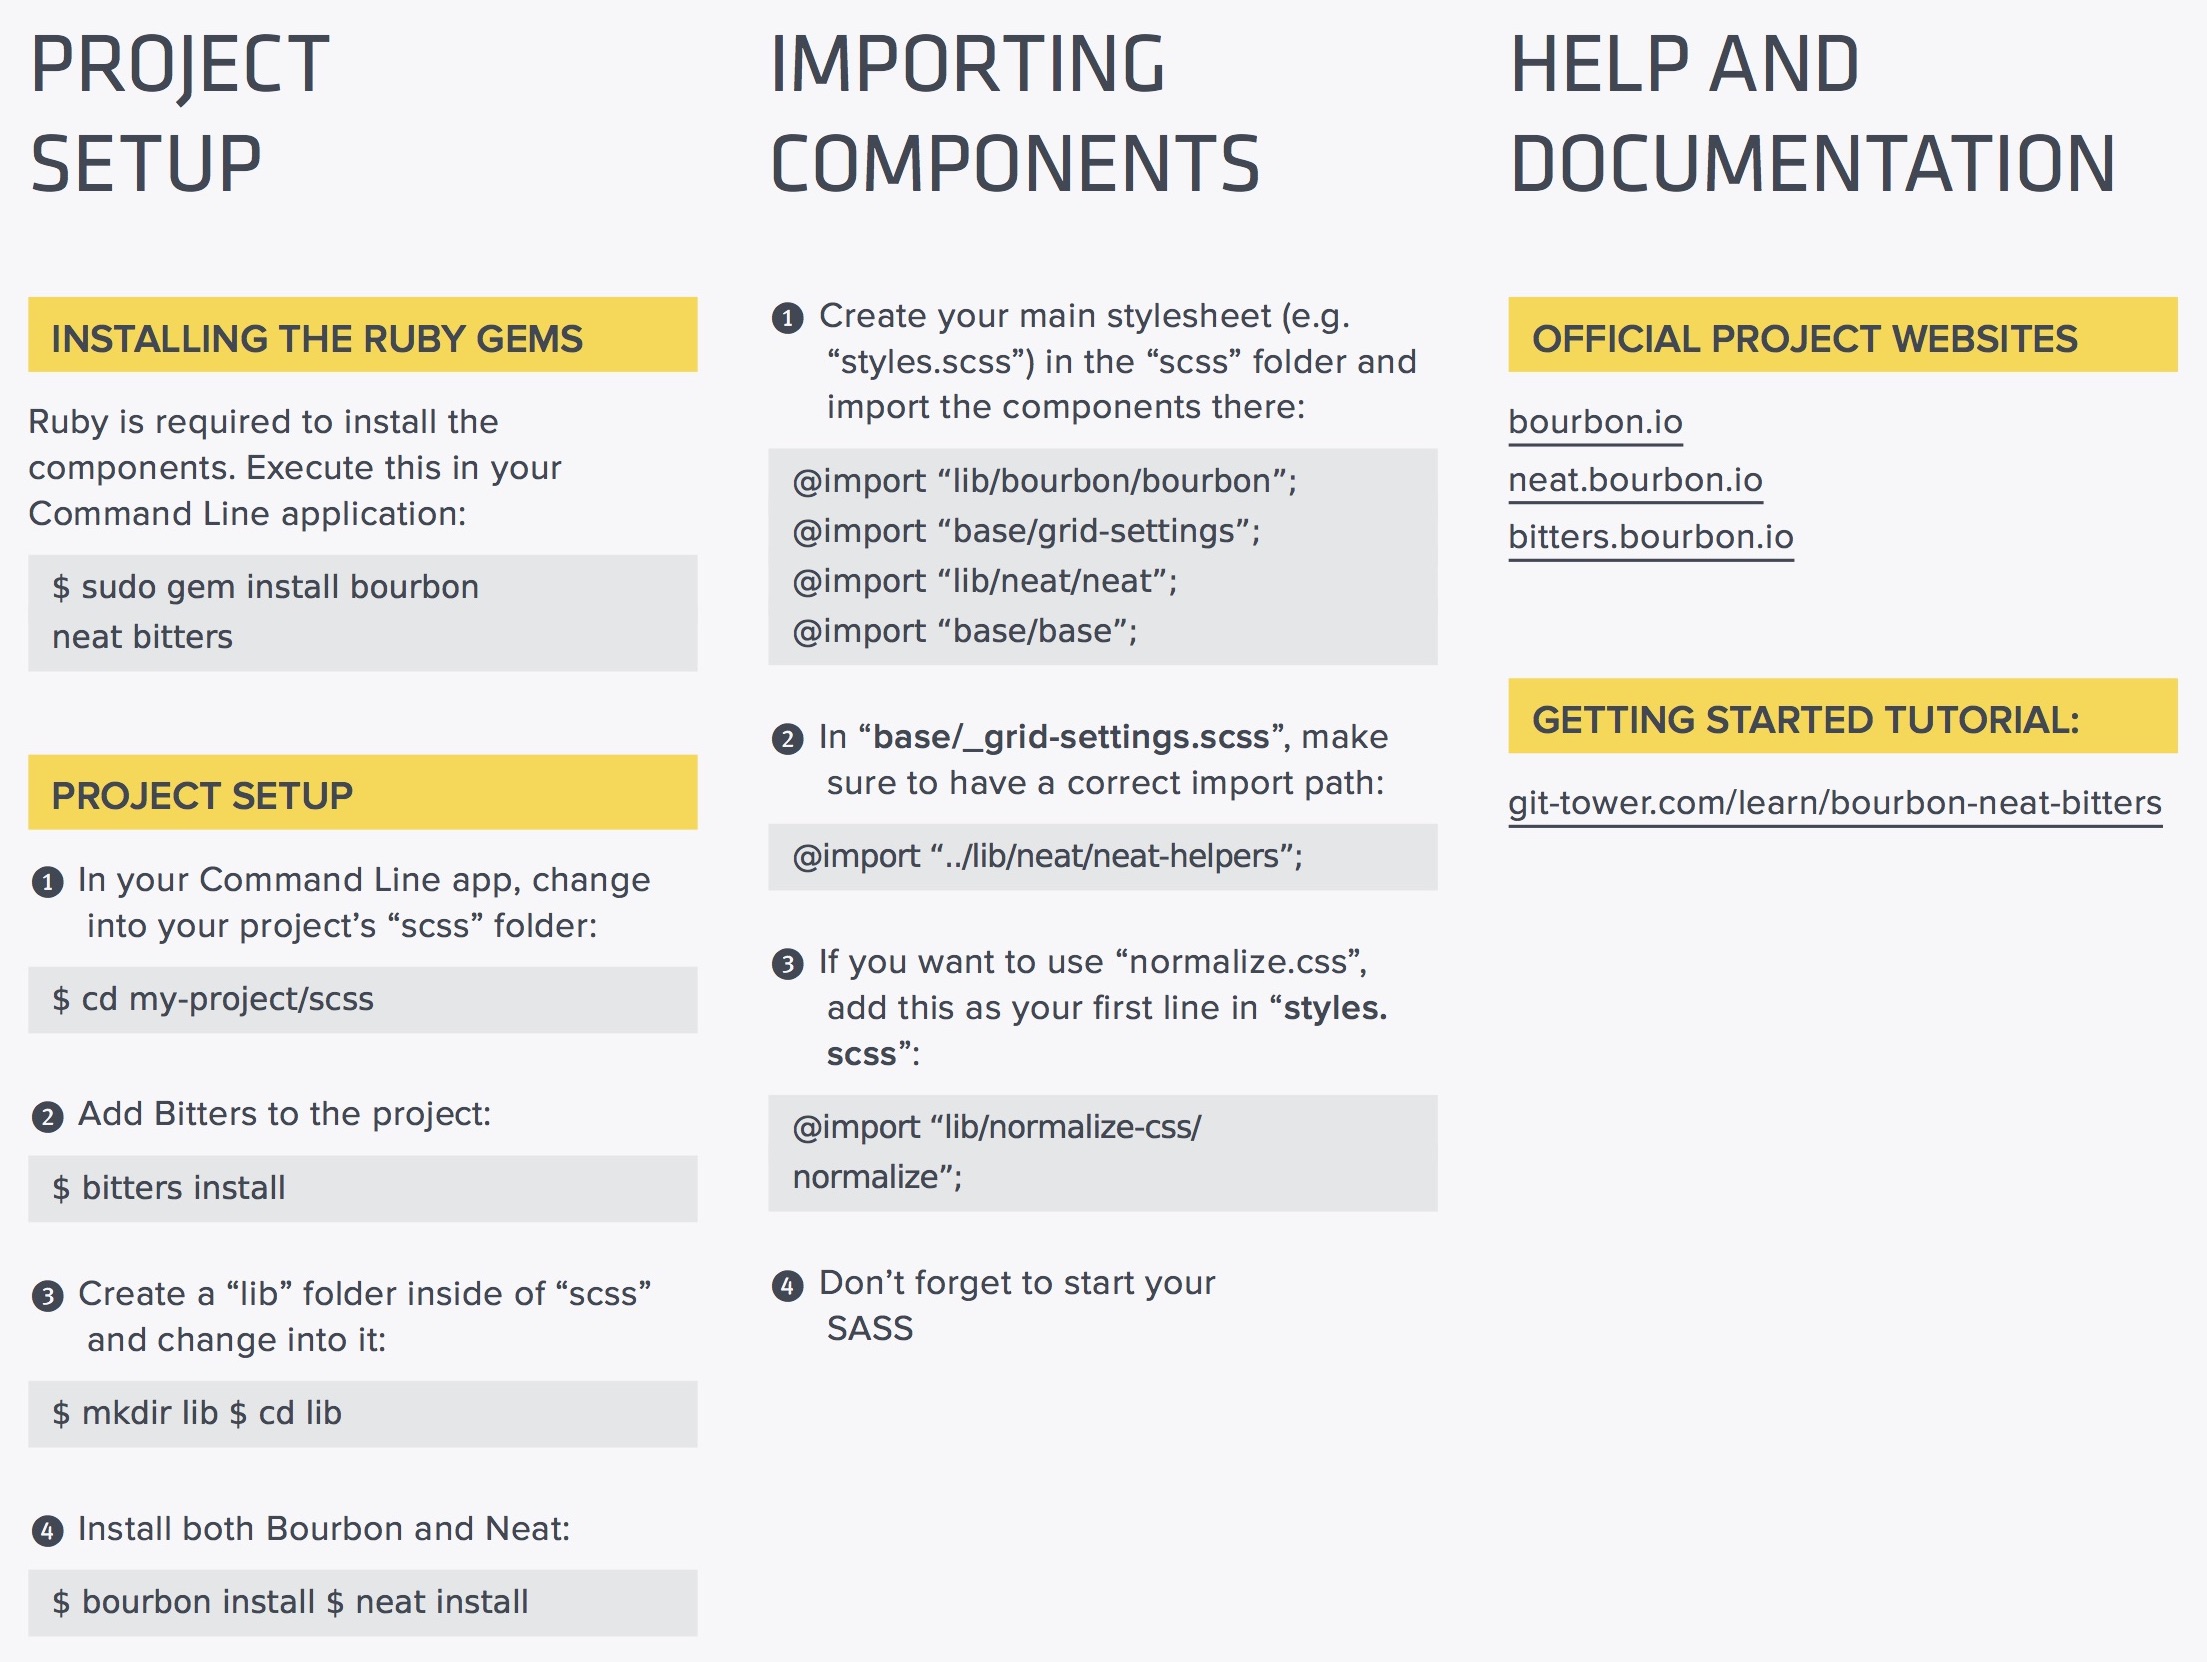 PROJECT
SETUP
INSTALLING THE RUBY GEMS
Ruby is required to install the
components. Execute this in your
Command Line application:
$ sudo gem install bourbon
neat bitters
PROJECT SETUP
1 In your Command Line app, change
into your project’s “scss” folder:
$ cd my-project/scss
2 Add Bitters to the project:
$ bitters install
3 Create a “lib” folder inside of “scss”
and change into it:
$ mkdir lib $ cd lib
4 Install both Bourbon and Neat:
$ bourbon install $ neat install
IMPORTING
COMPONENTS
1 Create your main stylesheet (e.g.
“styles.scss”) in the “scss” folder and
import the components there:
@import “lib/bourbon/bourbon”;
@import “base/grid-settings”;
@import “lib/neat/neat”;
@import “base/base”;
2 In “base/_grid-settings.scss”, make
sure to have a correct import path:
@import “../lib/neat/neat-helpers”;
3 If you want to use “normalize.css”,
add this as your first line in “styles.
scss”:
@import “lib/normalize-css/
normalize”;
4 Don’t forget to start your
SASS
HELP AND
DOCUMENTATION
OFFICIAL PROJECT WEBSITES
bourbon.io
neat.bourbon.io
bitters.bourbon.io
GETTING STARTED TUTORIAL:
git-tower.com/learn/bourbon-neat-bitters